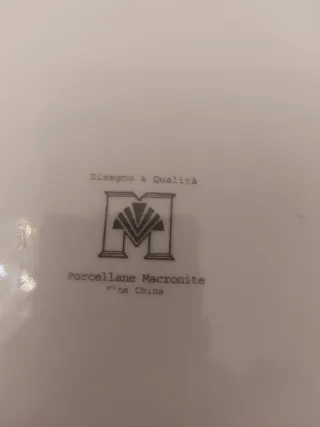 Disegno & Qualità
M
Porcellane Macronite
Fine China